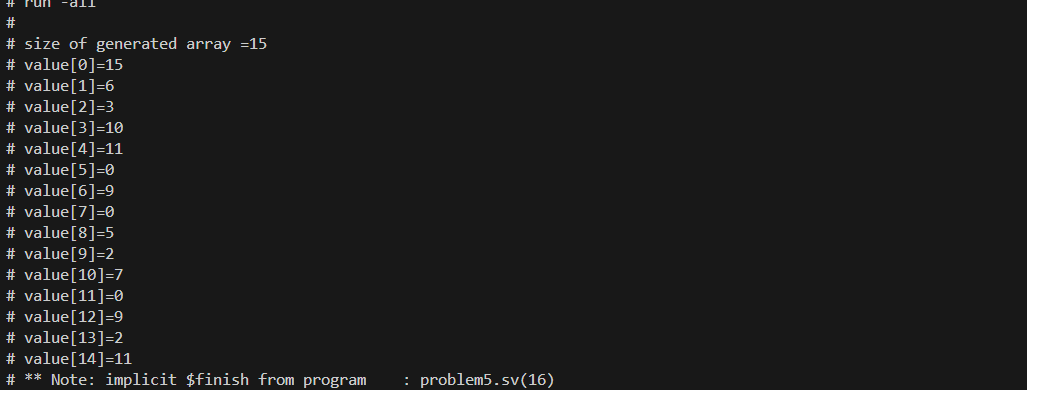 # run -all
#
# size of generated array =15
# value[0]=15
# value[1]=6
# value[2]=3
# value[3]=10
# value[4]=11
# value[5]=0
# value[6]=9
# value[7]=0
# value[8]=5
# value[9]=2
# value[10]=7
# value[11]=0
# value[12]=9
# value[13]=2
# value[14]=11
# ** Note: implicit $finish from program    : problem5.sv(16)